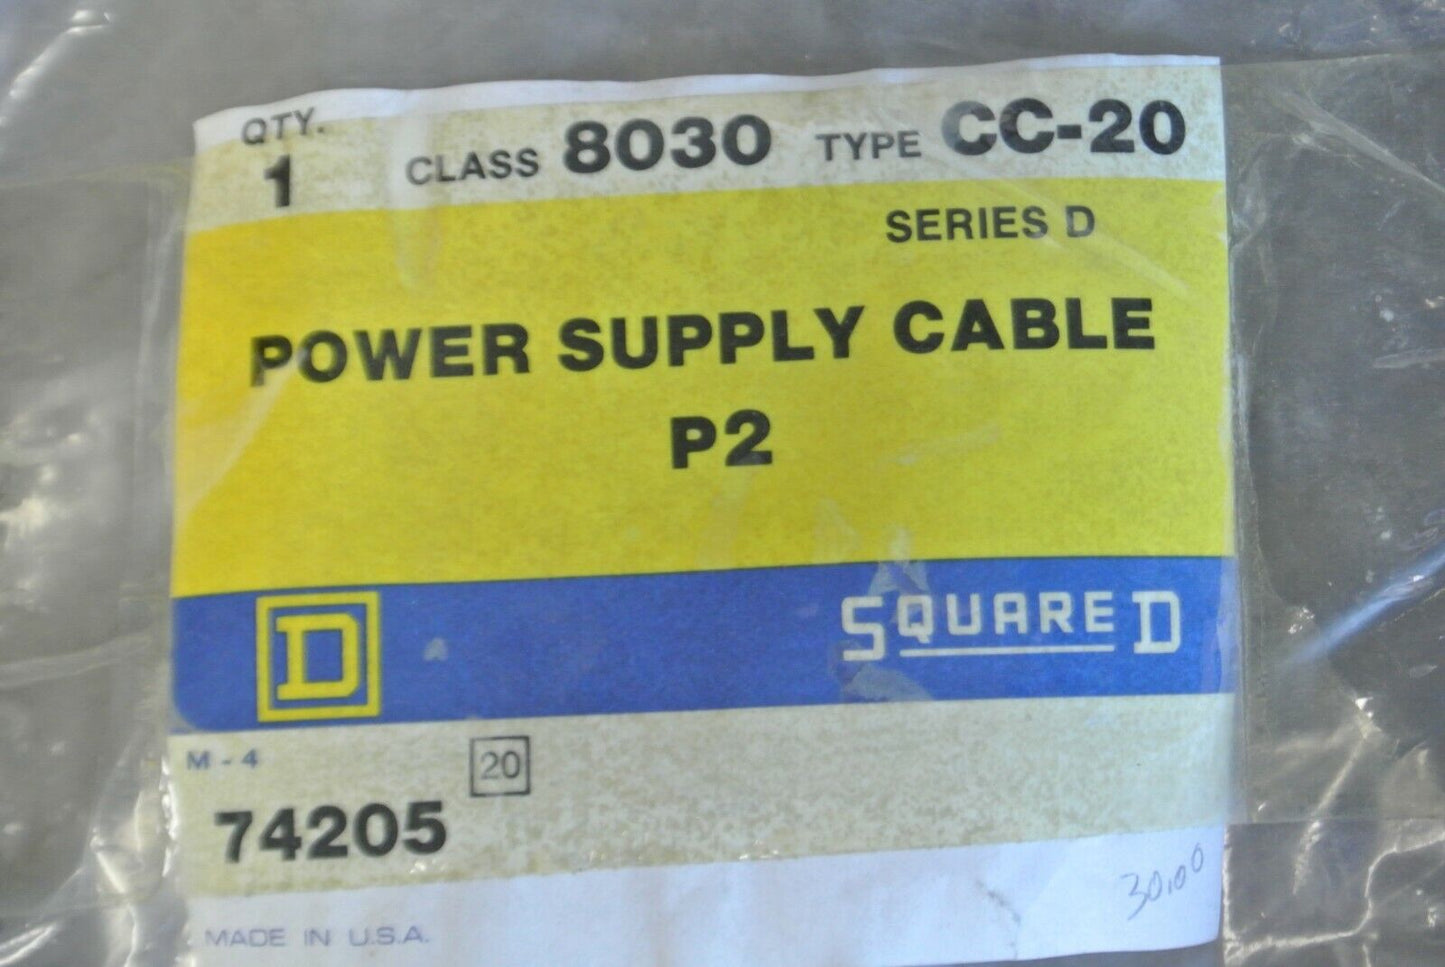 QTY.
1 CLASS 8030 TYPE CC-20
SERIES D
POWER SUPPLY CABLE
P2
D SQUARE D
M-4 20
74205
30.00
MADE IN U.S.A.